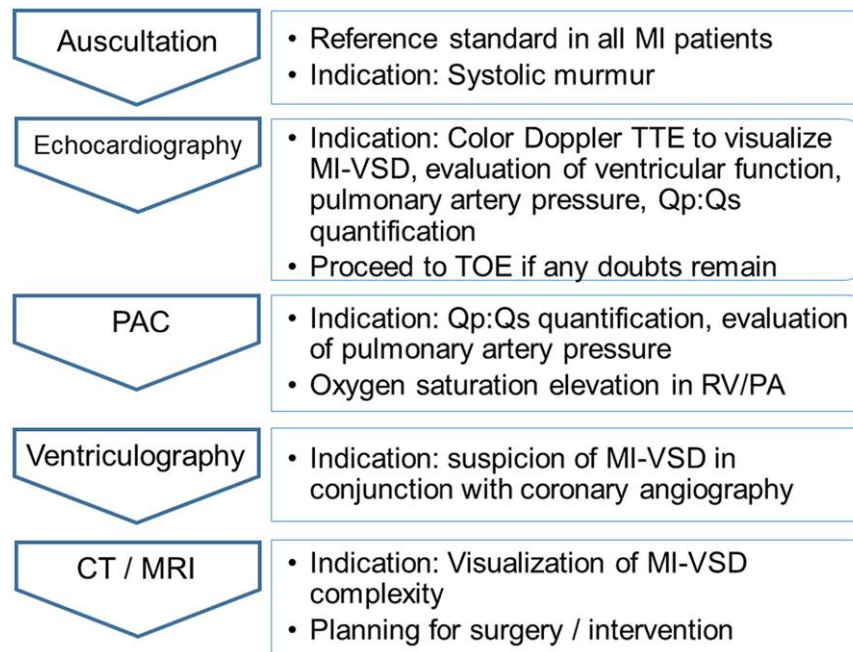 Auscultation
• Reference standard in all MI patients
• Indication: Systolic murmur
Echocardiography
• Indication: Color Doppler TTE to visualize
MI-VSD, evaluation of ventricular function,
pulmonary artery pressure, Qp:Qs
quantification
• Proceed to TOE if any doubts remain
PAC
• Indication: Qp:Qs quantification, evaluation
of pulmonary artery pressure
• Oxygen saturation elevation in RV/PA
Ventriculography
• Indication: suspicion of MI-VSD in
conjunction with coronary angiography
CT / MRI
• Indication: Visualization of MI-VSD
complexity
• Planning for surgery / intervention